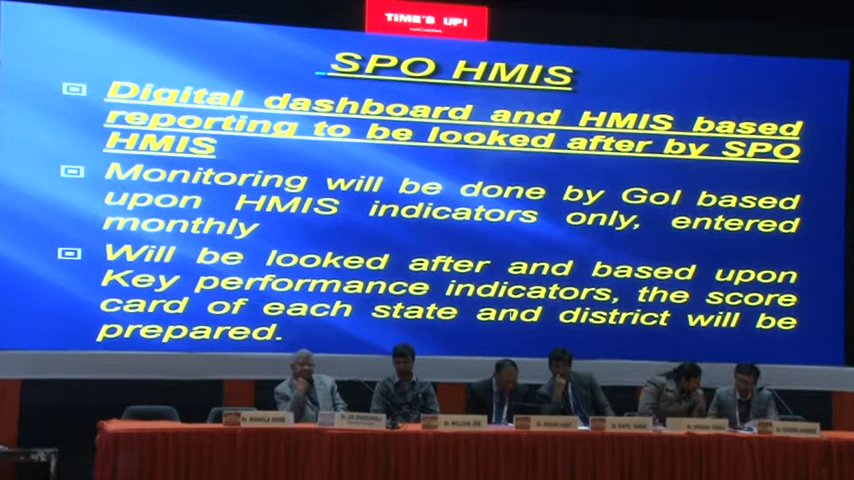 TIME'S UP!
SPO HMIS
Digital dashboard and HMIS based
reporting to be looked after by SPO
HMIS
Monitoring will be done by GoI based
upon HMIS indicators only, entered
monthly
Will be looked after and based upon
Key performance indicators, the score
card of each state and district will be
prepared.